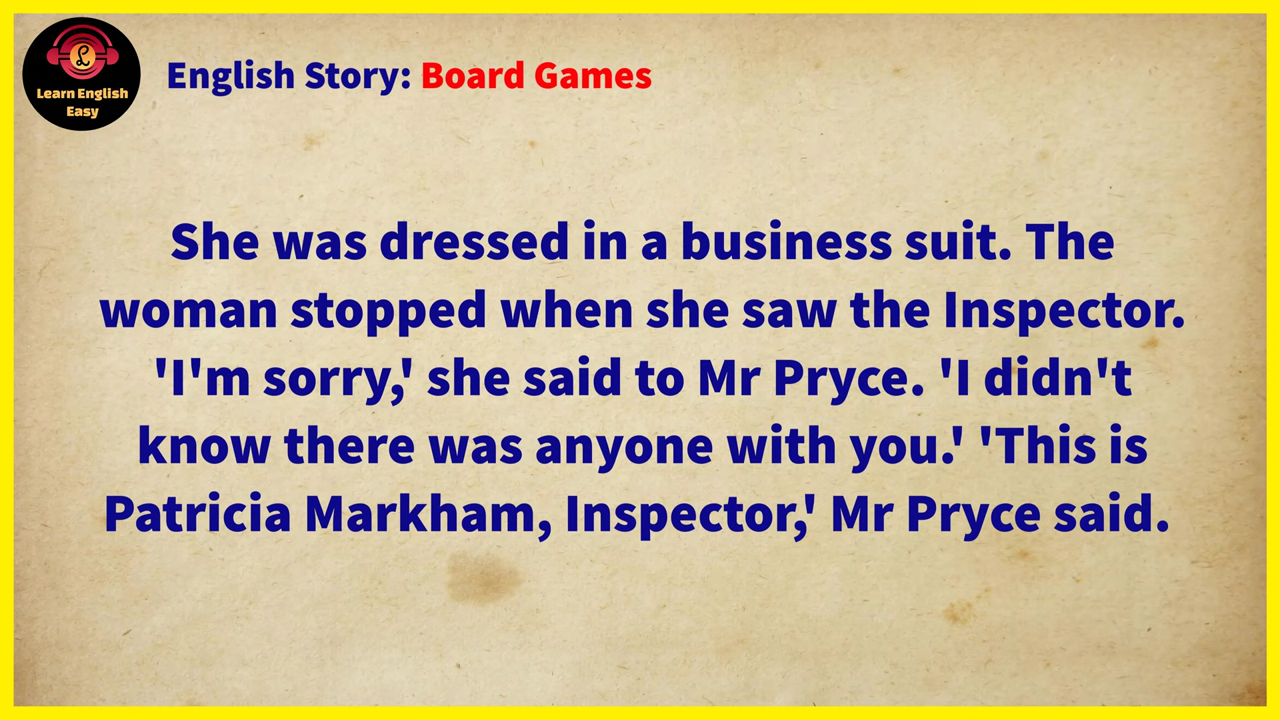 Learn English
Easy
English Story: Board Games
She was dressed in a business suit. The
woman stopped when she saw the Inspector.
'I'm sorry,' she said to Mr Pryce. 'I didn't
know there was anyone with you.' 'This is
Patricia Markham, Inspector,' Mr Pryce said.